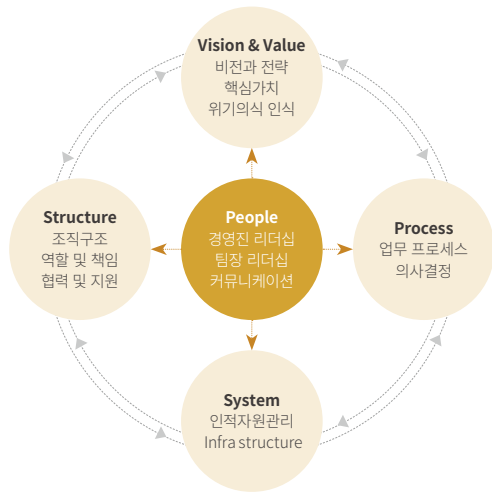 Vision & Value
비전과 전략
핵심가치
위기의식 인식
Structure
조직구조
역할 및 책임
협력 및 지원
People
경영진 리더십
팀장 리더십
커뮤니케이션
Process
업무 프로세스
의사결정
System
인적자원관리
Infra structure